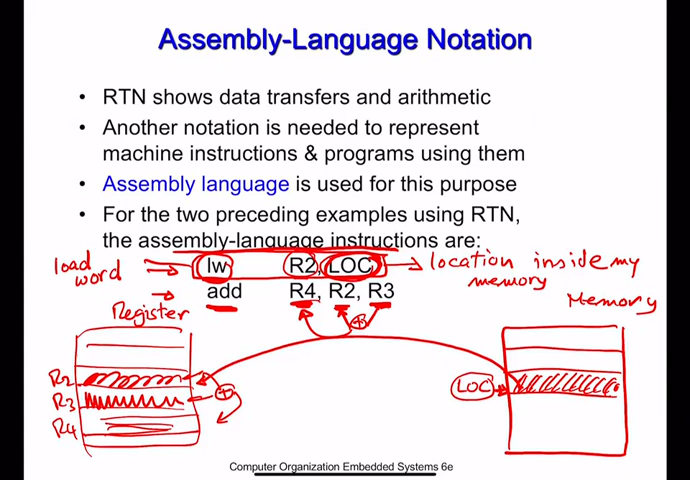 Assembly-Language Notation
• RTN shows data transfers and arithmetic
• Another notation is needed to represent
machine instructions & programs using them
• Assembly language is used for this purpose
• For the two preceding examples using RTN,
the assembly-language instructions are:
load lw R2, LOC location inside my
word memory
add R4, R2, R3
Register
Memory
+
R2
LOC
+
R3
R4
Computer Organization Embedded Systems 6e